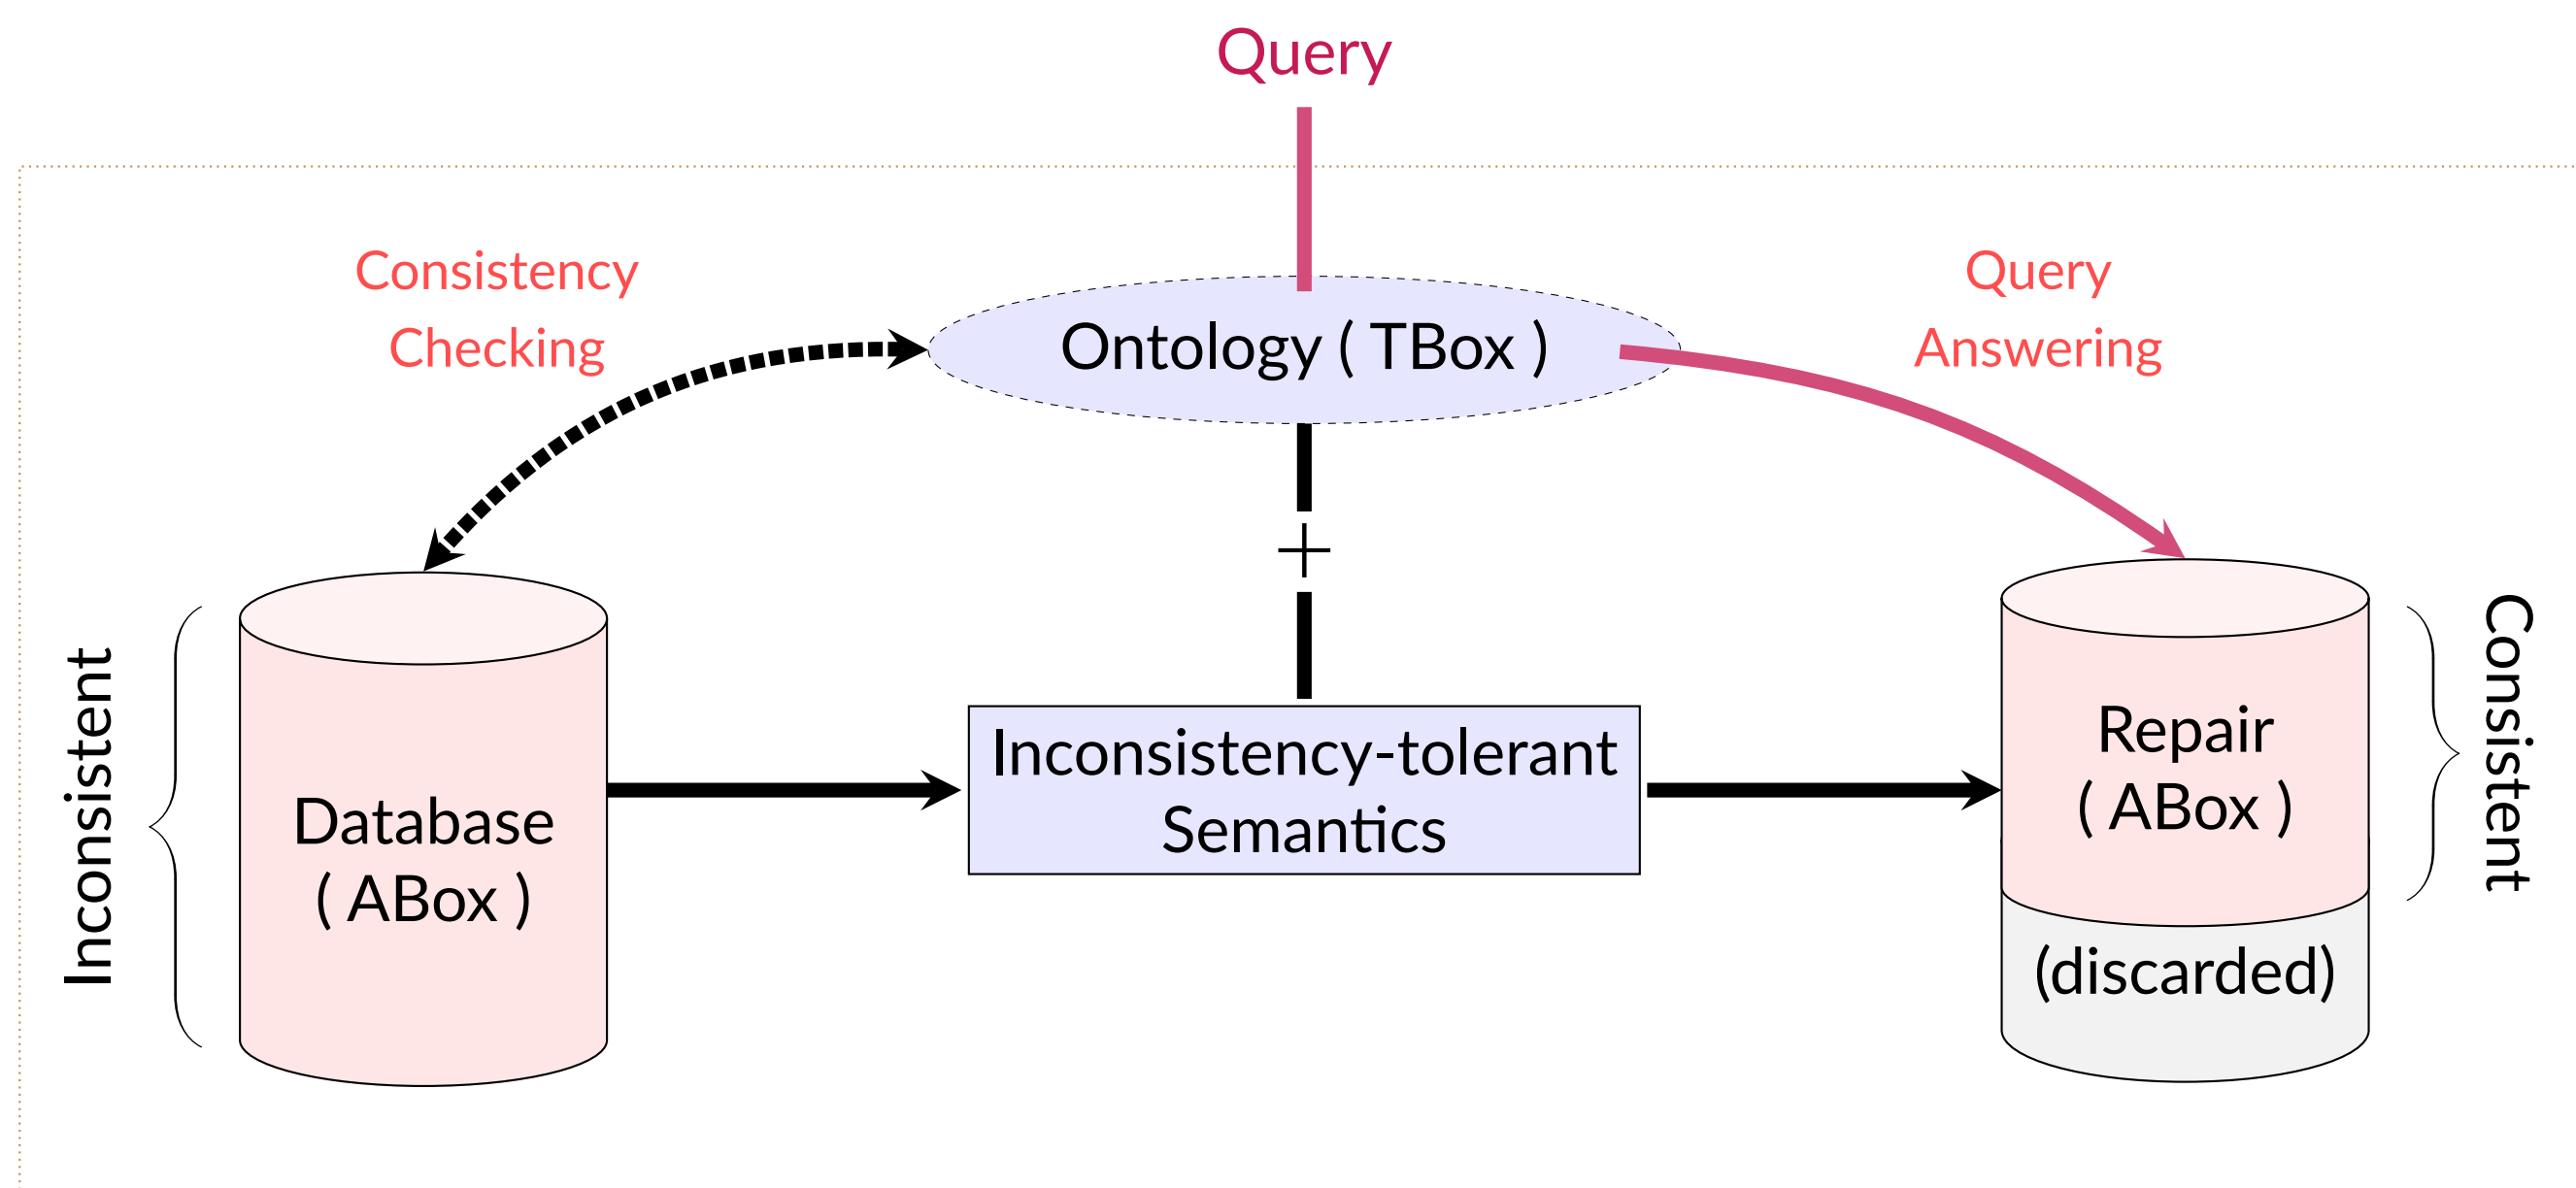 Query
Consistency
Checking
Ontology ( TBox )
Query
Answering
+
Inconsistent
Database
( ABox )
Inconsistency-tolerant
Semantics
Repair
( ABox )
(discarded)
Consistent